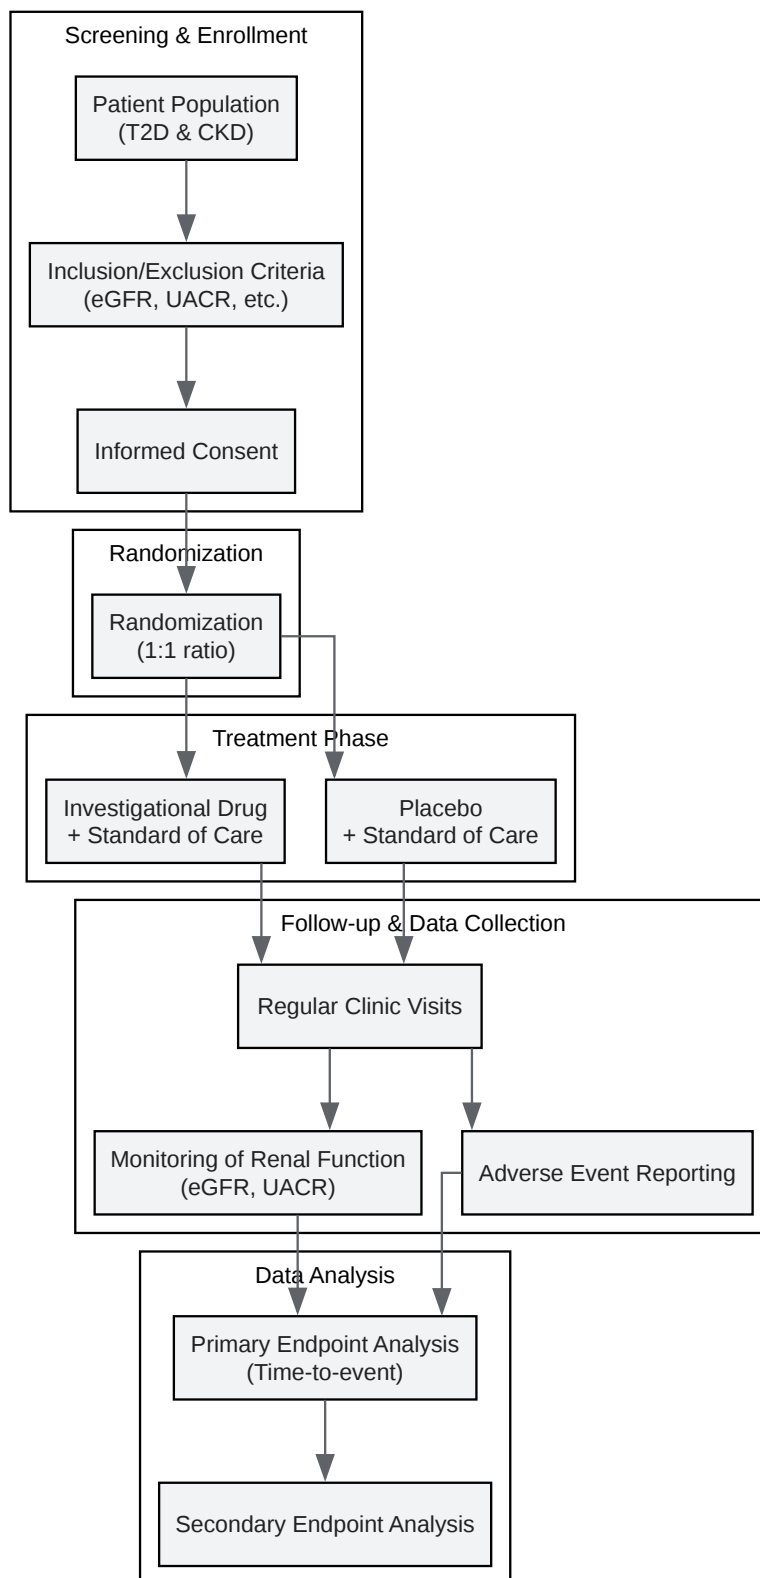 Screening & Enrollment
Patient Population
(T2D & CKD)
Inclusion/Exclusion Criteria
(eGFR, UACR, etc.)
Informed Consent
Randomization
Randomization
(1:1 ratio)
Treatment Phase
Investigational Drug
+ Standard of Care
Placebo
+ Standard of Care
Follow-up & Data Collection
Regular Clinic Visits
Monitoring of Renal Function
(eGFR, UACR)
Adverse Event Reporting
Data Analysis
Primary Endpoint Analysis
(Time-to-event)
Secondary Endpoint Analysis